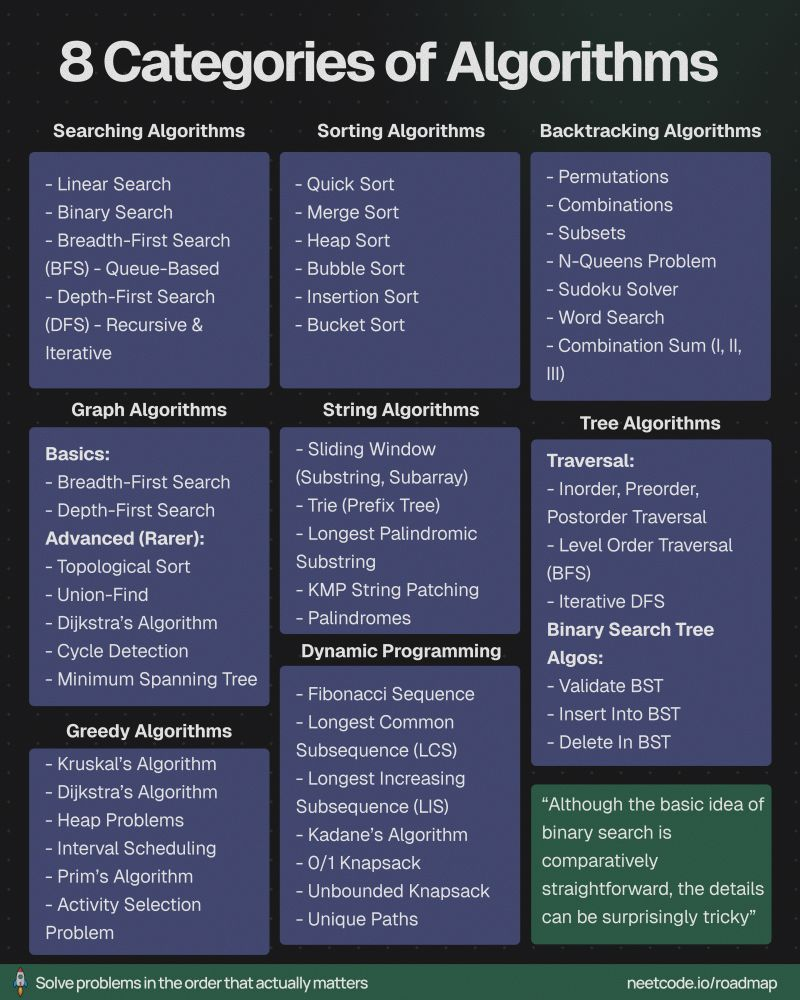 8 Categories of Algorithms
Searching Algorithms
- Linear Search
- Binary Search
- Breadth-First Search
(BFS) - Queue-Based
- Depth-First Search
(DFS) - Recursive &
Iterative
Sorting Algorithms
- Quick Sort
- Merge Sort
- Heap Sort
- Bubble Sort
- Insertion Sort
- Bucket Sort
Backtracking Algorithms
- Permutations
- Combinations
- Subsets
- N-Queens Problem
- Sudoku Solver
- Word Search
- Combination Sum (I, II,
III)
Graph Algorithms
Basics:
- Breadth-First Search
- Depth-First Search
Advanced (Rarer):
- Topological Sort
- Union-Find
- Dijkstra's Algorithm
- Cycle Detection
- Minimum Spanning Tree
String Algorithms
- Sliding Window
(Substring, Subarray)
- Trie (Prefix Tree)
- Longest Palindromic
Substring
- KMP String Patching
- Palindromes
Tree Algorithms
Traversal:
- Inorder, Preorder,
Postorder Traversal
- Level Order Traversal
(BFS)
- Iterative DFS
Binary Search Tree
Algos:
- Validate BST
- Insert Into BST
- Delete In BST
Greedy Algorithms
- Kruskal's Algorithm
- Dijkstra's Algorithm
- Heap Problems
- Interval Scheduling
- Prim's Algorithm
- Activity Selection
Problem
Dynamic Programming
- Fibonacci Sequence
- Longest Common
Subsequence (LCS)
- Longest Increasing
Subsequence (LIS)
- Kadane's Algorithm
- 0/1 Knapsack
- Unbounded Knapsack
- Unique Paths
“Although the basic idea of
binary search is
comparatively
straightforward, the details
can be surprisingly tricky”
Solve problems in the order that actually matters
neetcode.io/roadmap